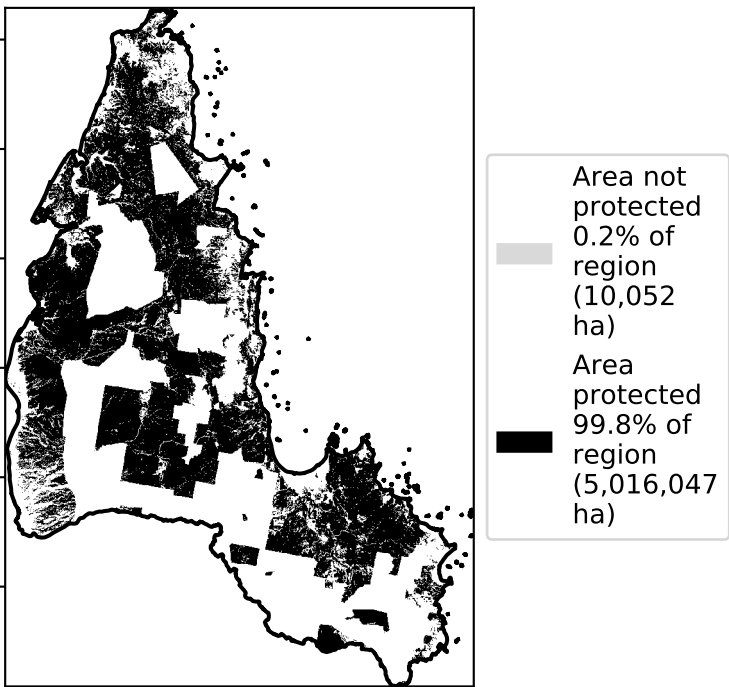 Area not
protected
0.2% of
region
(10,052
ha)
Area
protected
99.8% of
region
(5,016,047
ha)